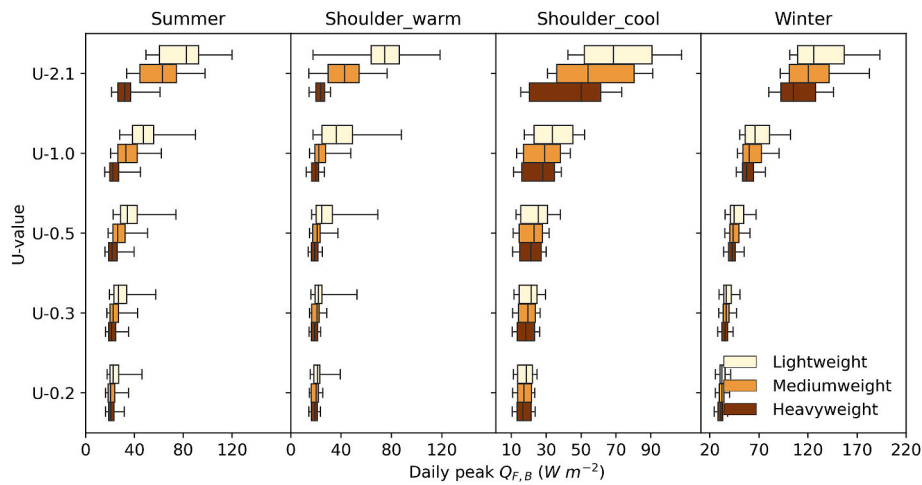 Summer Shoulder_warm Shoulder_cool Winter
U-value
U-2.1
U-1.0
U-0.5
U-0.3
U-0.2
Lightweight
Mediumweight
Heavyweight
0 40 80 120 0 40 80 120 10 30 50 70 90 20 70 120 170 220
Daily peak Q_{F,B} (W m⁻²)